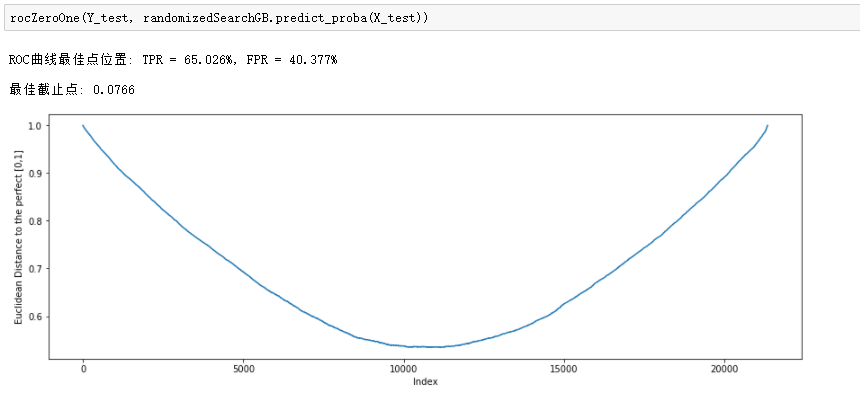 rocZeroOne(Y_test, randomizedSearchGB.predict_proba(X_test))
ROC曲线最佳点位置: TPR = 65.026%, FPR = 40.377%
最佳截止点: 0.0766
1.0
0.9
0.8
0.7
0.6
Euclidean Distance to the perfect [0,1]
0
5000
10000
15000
20000
Index